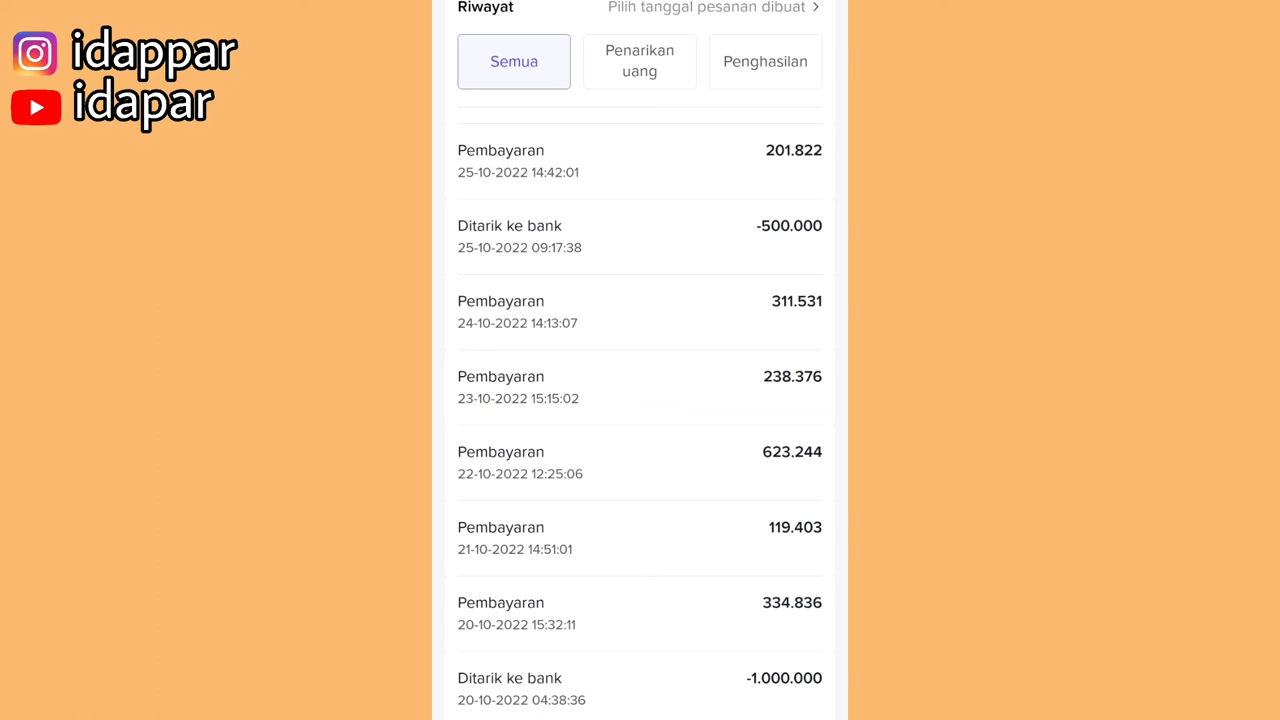 idappar
idapar
Riwayat
Pilih tanggal pesanan dibuat >
Semua
Penarikan
uang
Penghasilan
Pembayaran
201.822
25-10-2022 14:42:01
Ditarik ke bank
-500.000
25-10-2022 09:17:38
Pembayaran
311.531
24-10-2022 14:13:07
Pembayaran
238.376
23-10-2022 15:15:02
Pembayaran
623.244
22-10-2022 12:25:06
Pembayaran
119.403
21-10-2022 14:51:01
Pembayaran
334.836
20-10-2022 15:32:11
Ditarik ke bank
-1.000.000
20-10-2022 04:38:36